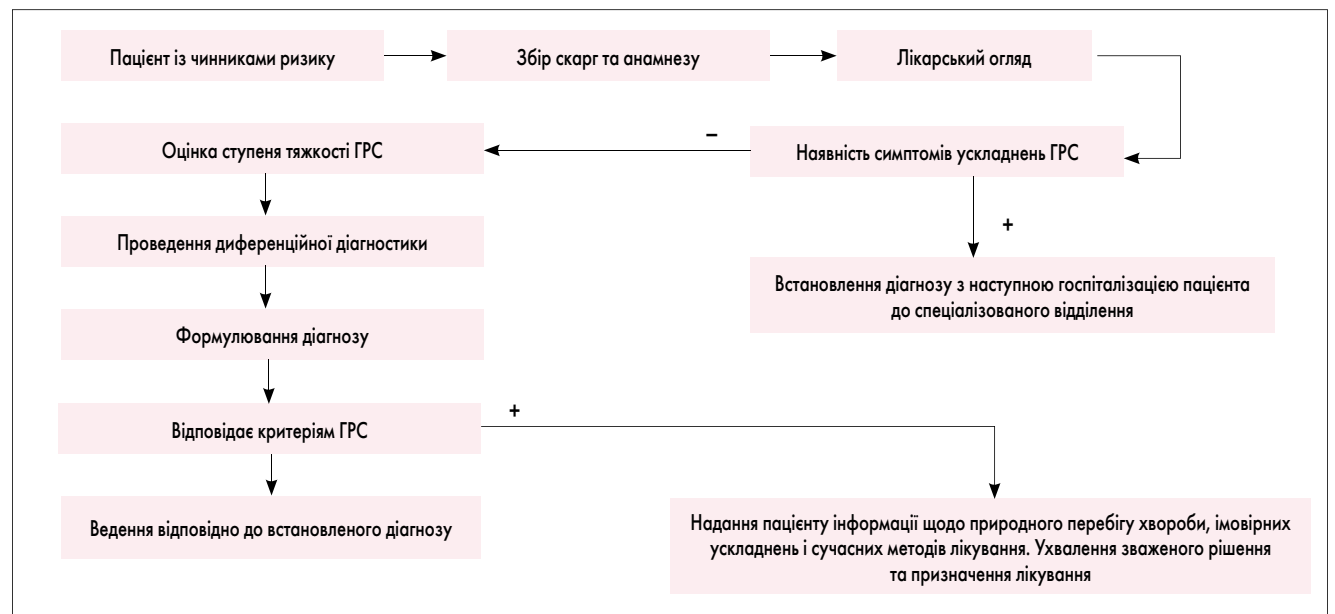 Пацієнт із чинниками ризику
Збір скарг та анамнезу
Лікарський огляд
Оцінка ступеня тяжкості ГРС
–
Наявність симптомів ускладнень ГРС
Проведення диференційної діагностики
+
Встановлення діагнозу з наступною госпіталізацією пацієнта
до спеціалізованого відділення
Формулювання діагнозу
Відповідає критеріям ГРС
+
Ведення відповідно до встановленого діагнозу
Надання пацієнту інформації щодо природного перебігу хвороби, імовірних
ускладнень і сучасних методів лікування. Ухвалення зваженого рішення
та призначення лікування